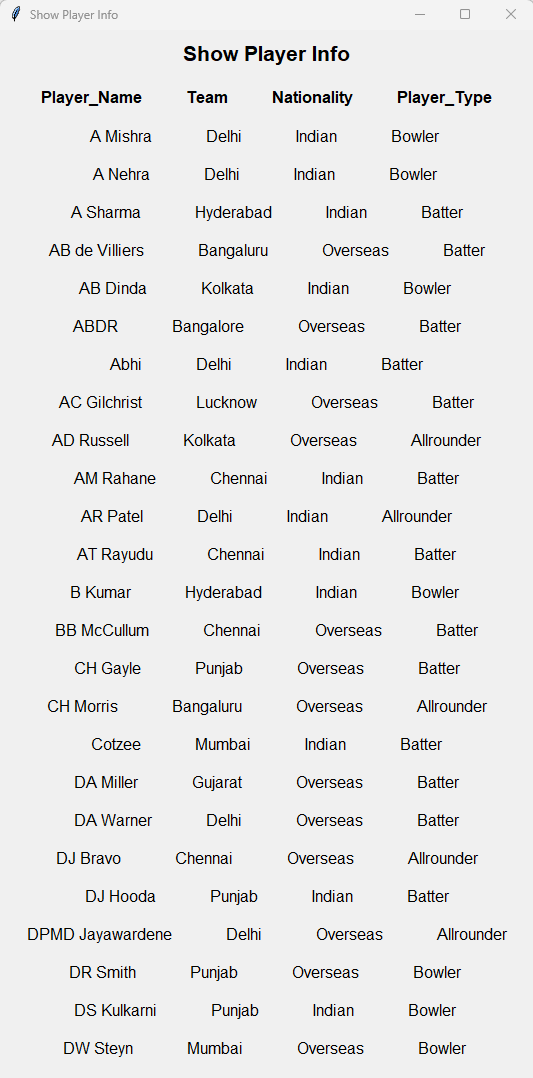 Show Player Info
Show Player Info
Player_Name Team Nationality Player_Type
A Mishra Delhi Indian Bowler
A Nehra Delhi Indian Bowler
A Sharma Hyderabad Indian Batter
AB de Villiers Bangaluru Overseas Batter
AB Dinda Kolkata Indian Bowler
ABDR Bangalore Overseas Batter
Abhi Delhi Indian Batter
AC Gilchrist Lucknow Overseas Batter
AD Russell Kolkata Overseas Allrounder
AM Rahane Chennai Indian Batter
AR Patel Delhi Indian Allrounder
AT Rayudu Chennai Indian Batter
B Kumar Hyderabad Indian Bowler
BB McCullum Chennai Overseas Batter
CH Gayle Punjab Overseas Batter
CH Morris Bangaluru Overseas Allrounder
Cotzee Mumbai Indian Batter
DA Miller Gujarat Overseas Batter
DA Warner Delhi Overseas Batter
DJ Bravo Chennai Overseas Allrounder
DJ Hooda Punjab Indian Batter
DPMD Jayawardene Delhi Overseas Allrounder
DR Smith Punjab Overseas Bowler
DS Kulkarni Punjab Indian Bowler
DW Steyn Mumbai Overseas Bowler